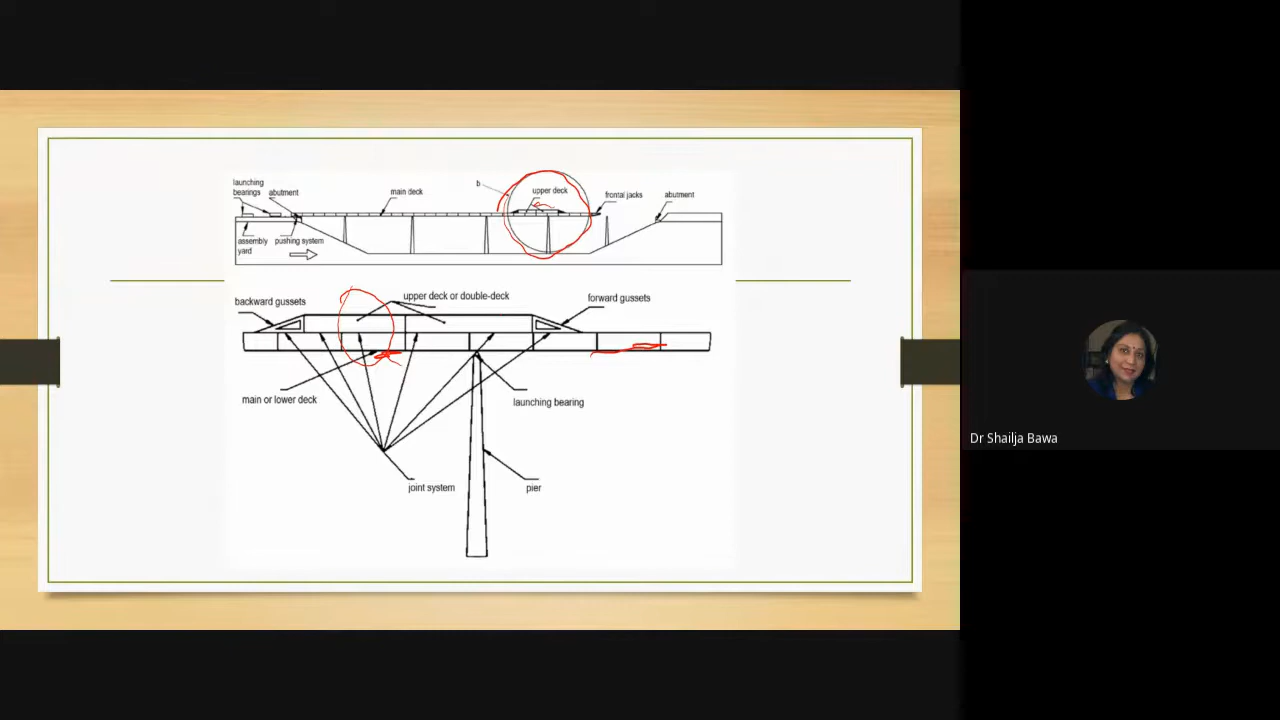 launching
bearings
abutment
main deck
b
upper deck
frontal jacks
abutment
assembly
yard
pushing system
backward gussets
upper deck or double-deck
forward gussets
main or lower deck
launching bearing
joint system
pier
Dr Shailja Bawa